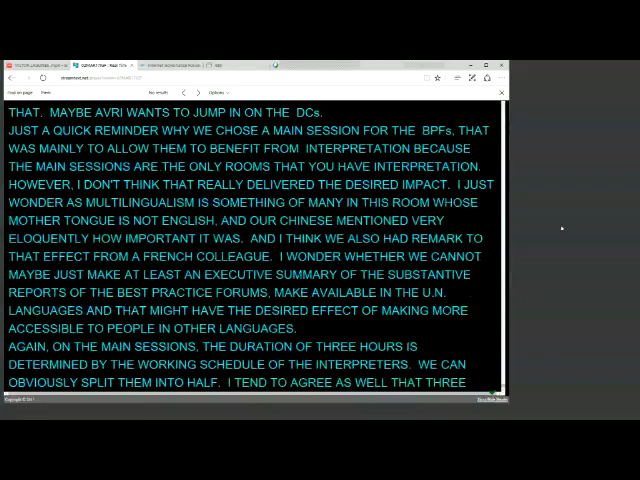 streamtext.net
Find on page
No results
Options
THAT.  MAYBE AVRI WANTS TO JUMP IN ON THE  DCs.
JUST A QUICK REMINDER WHY WE CHOSE A MAIN SESSION FOR THE  BPFs, THAT
WAS MAINLY TO ALLOW THEM TO BENEFIT FROM  INTERPRETATION BECAUSE
THE MAIN SESSIONS ARE THE ONLY ROOMS THAT YOU HAVE INTERPRETATION.
HOWEVER, I DON'T THINK THAT REALLY DELIVERED THE DESIRED IMPACT.  I JUST
WONDER AS MULTILINGUALISM IS SOMETHING OF MANY IN THIS ROOM WHOSE
MOTHER TONGUE IS NOT ENGLISH, AND OUR CHINESE MENTIONED VERY
ELOQUENTLY HOW IMPORTANT IT WAS.  AND I THINK WE ALSO HAD REMARK TO
THAT EFFECT FROM A FRENCH COLLEAGUE.  I WONDER WHETHER WE CANNOT
MAYBE JUST MAKE AT LEAST AN EXECUTIVE SUMMARY OF THE SUBSTANTIVE
REPORTS OF THE BEST PRACTICE FORUMS, MAKE AVAILABLE IN THE U.N.
LANGUAGES AND THAT MIGHT HAVE THE DESIRED EFFECT OF MAKING MORE
ACCESSIBLE TO PEOPLE IN OTHER LANGUAGES.
AGAIN, ON THE MAIN SESSIONS, THE DURATION OF THREE HOURS IS
DETERMINED BY THE WORKING SCHEDULE OF THE INTERPRETERS.  WE CAN
OBVIOUSLY SPLIT THEM INTO HALF.  I TEND TO AGREE AS WELL THAT THREE